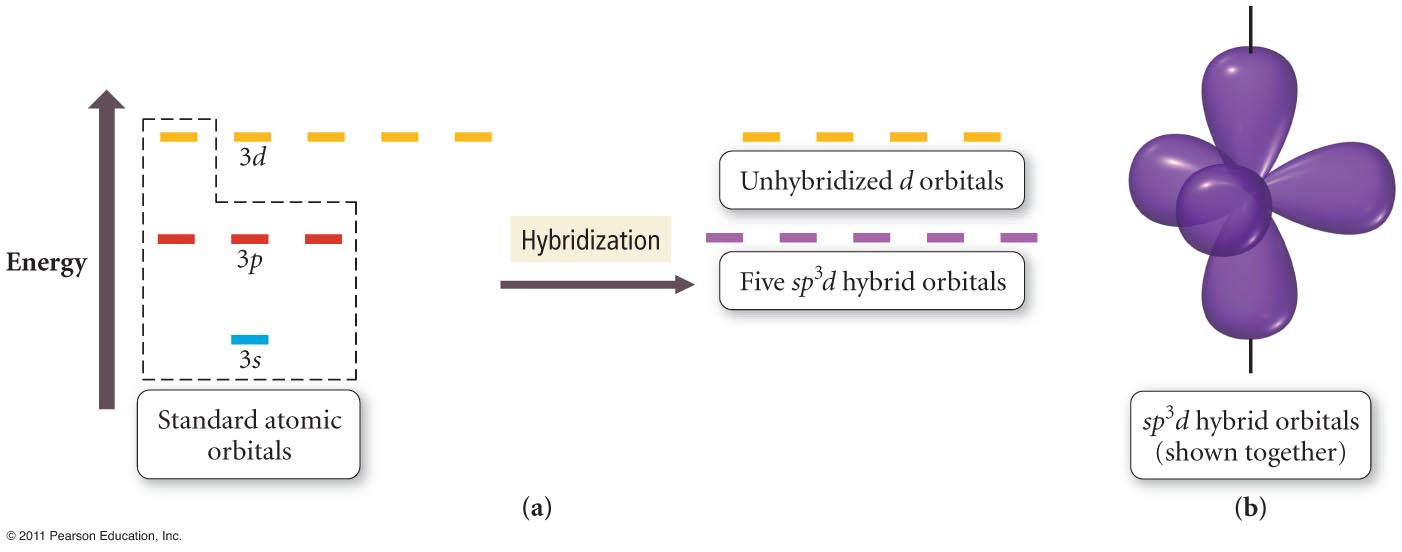 Energy
3d
3p
3s
Standard atomic
orbitals
Hybridization
Unhybridized d orbitals
Five sp³d hybrid orbitals
(a)
sp³d hybrid orbitals
(shown together)
(b)
© 2011 Pearson Education, Inc.